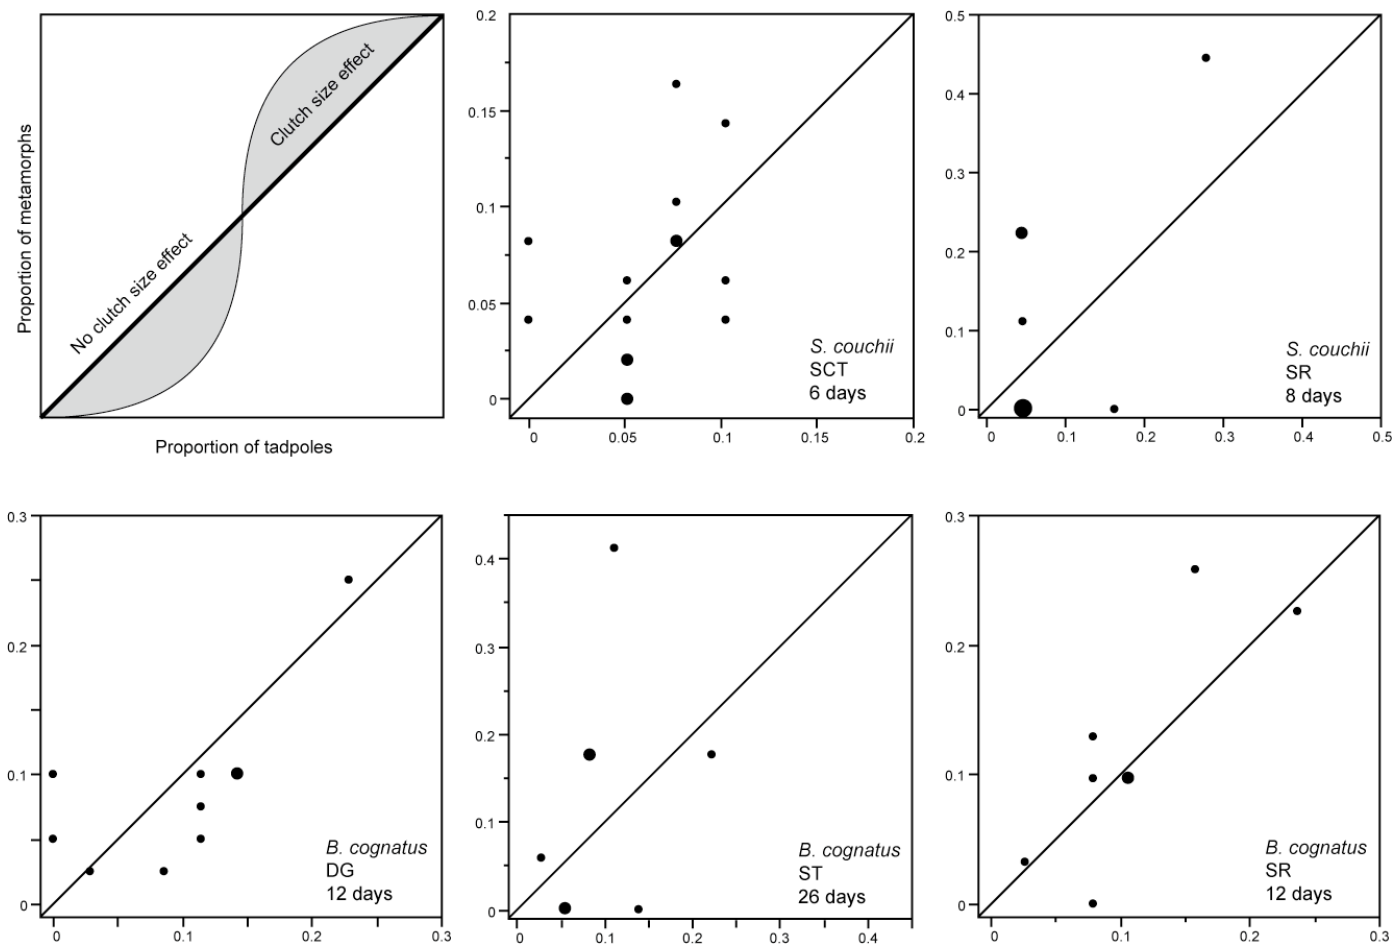 Proportion of metamorphs
No clutch size effect
Clutch size effect
Proportion of tadpoles
0.2
0.15
0.1
0.05
0
0
0.05
0.1
0.15
0.2
S. couchii
SCT
6 days
0.5
0.4
0.3
0.2
0.1
0
0
0.1
0.2
0.3
0.4
0.5
S. couchii
SR
8 days
0.3
0.2
0.1
0
0
0.1
0.2
0.3
B. cognatus
DG
12 days
0.4
0.3
0.2
0.1
0
0
0.1
0.2
0.3
0.4
B. cognatus
ST
26 days
0.3
0.2
0.1
0
0
0.1
0.2
0.3
B. cognatus
SR
12 days